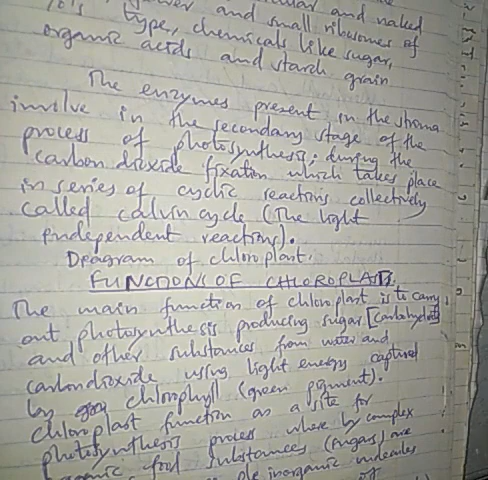 and naked
and small ribosomes of
type, chemicals like sugar,
organic acids and starch grain
The enzymes present in the stroma
involve in the secondary stage of the
process of photosynthesis; during the
carbon dioxide fixation which takes place
in series of cyclic reactions collectively
called calvin cycle (The light
independent reactions).
Diagram of chloroplast.
FUNCTIONS OF CHLOROPLAST
The main function of chloroplast is to carry
out photosynthesis producing sugar [carbohydrate]
and other substances from water and
carbondioxide using light energy captured
by chlorophyll (green pigment).
Chloroplast function as a site for
photosynthesis process where by complex
food substances (sugars) are
inorganic molecules